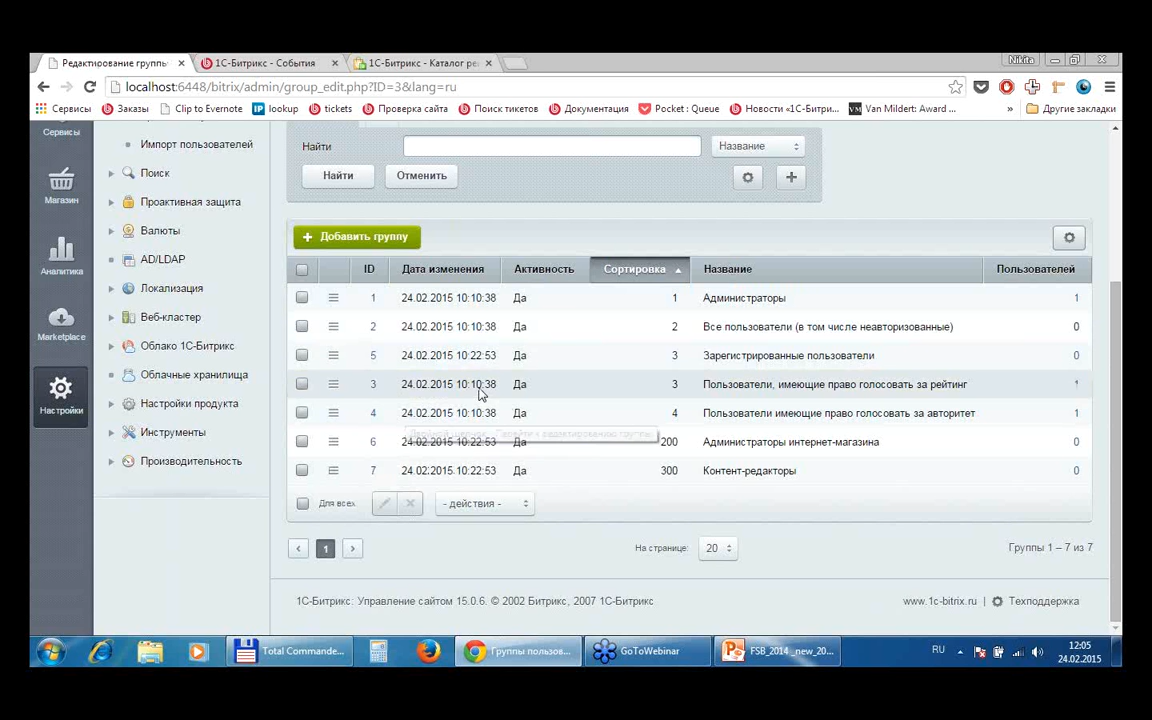 Редактирование группы
1С-Битрикс - События
1С-Битрикс - Каталог ре
Nikita
localhost:6448/bitrix/admin/group_edit.php?ID=3&lang=ru
Сервисы
Заказы
Clip to Evernote
lookup
tickets
Проверка сайта
Поиск тикетов
Документация
Pocket : Queue
Новости «1С-Битри...
Van Mildert: Award ...
»
Другие закладки
Сервисы
Магазин
Аналитика
Marketplace
Настройки
Импорт пользователей
Поиск
Проактивная защита
Валюты
AD/LDAP
Локализация
Веб-кластер
Облако 1С-Битрикс
Облачные хранилища
Настройки продукта
Инструменты
Производительность
Найти
Название
Найти
Отменить
+ Добавить группу
ID Дата изменения Активность Сортировка Название Пользователей
1 24.02.2015 10:10:38 Да 1 Администраторы 1
2 24.02.2015 10:10:38 Да 2 Все пользователи (в том числе неавторизованные) 0
5 24.02.2015 10:22:53 Да 3 Зарегистрированные пользователи 0
3 24.02.2015 10:10:38 Да 3 Пользователи, имеющие право голосовать за рейтинг 1
4 24.02.2015 10:10:38 Да 4 Пользователи имеющие право голосовать за авторитет 1
6 24.02.2015 10:22:53 Да 200 Администраторы интернет-магазина 0
7 24.02.2015 10:22:53 Да 300 Контент-редакторы 0
Для всех
- действия -
1
На странице: 20
Группы 1 – 7 из 7
1С-Битрикс: Управление сайтом 15.0.6. © 2002 Битрикс, 2007 1С-Битрикс
www.1c-bitrix.ru | Техподдержка
Total Commande...
Группы пользов...
GoToWebinar
FSB_2014 _new_20...
RU
12:05
24.02.2015